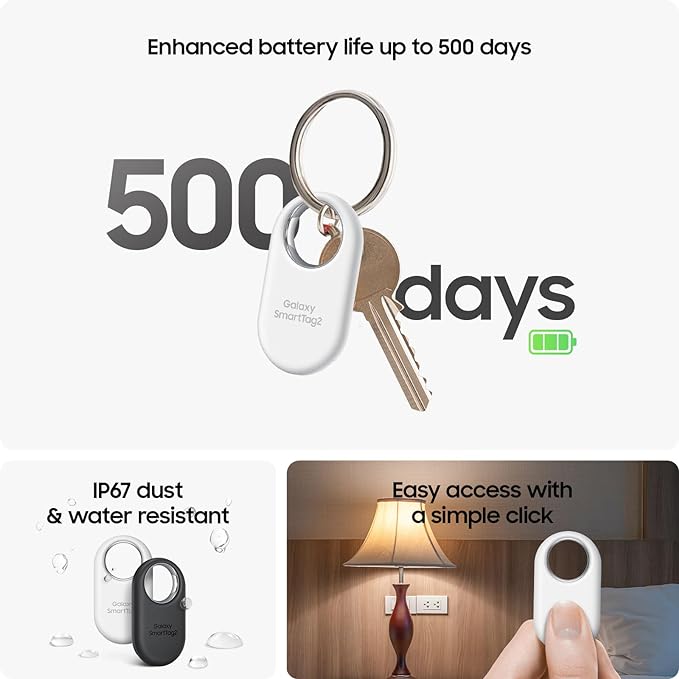 Enhanced battery life up to 500 days
500
days
Galaxy
SmartTag2
IP67 dust
& water resistant
Galaxy
SmartTag2
Easy access with
a simple click